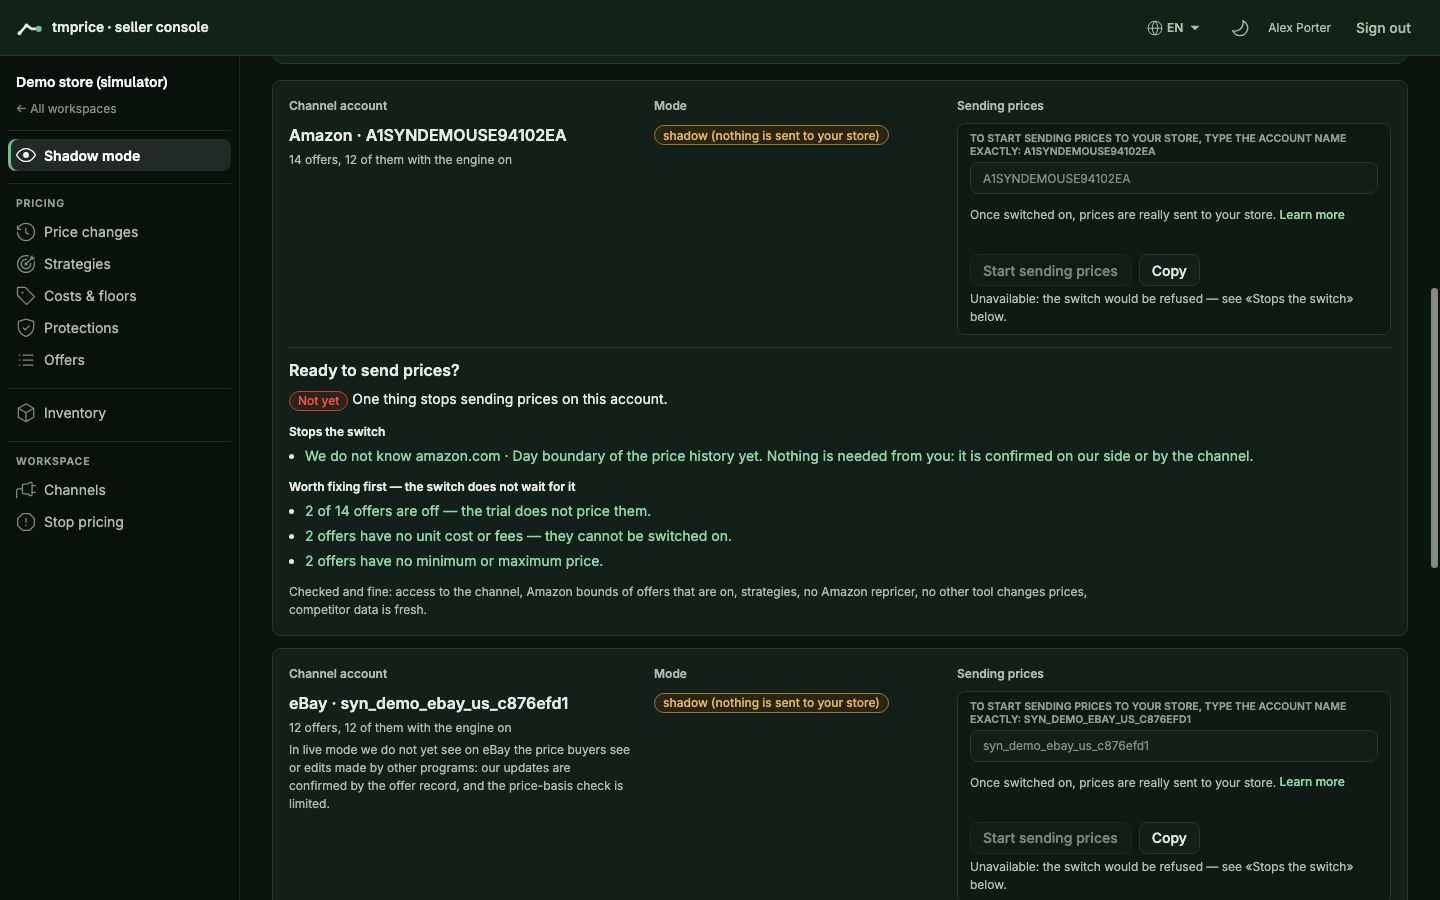 tmprice · seller console
EN
Alex Porter
Sign out
Demo store (simulator)
← All workspaces
Shadow mode
PRICING
Price changes
Strategies
Costs & floors
Protections
Offers
Inventory
WORKSPACE
Channels
Stop pricing
Channel account
Amazon · A1SYNDEMOUSE94102EA
14 offers, 12 of them with the engine on
Mode
shadow (nothing is sent to your store)
Sending prices
TO START SENDING PRICES TO YOUR STORE, TYPE THE ACCOUNT NAME
EXACTLY: A1SYNDEMOUSE94102EA
A1SYNDEMOUSE94102EA
Once switched on, prices are really sent to your store. Learn more
Start sending prices
Copy
Unavailable: the switch would be refused — see «Stops the switch»
below.
Ready to send prices?
Not yet One thing stops sending prices on this account.
Stops the switch
• We do not know amazon.com · Day boundary of the price history yet. Nothing is needed from you: it is confirmed on our side or by the channel.
Worth fixing first — the switch does not wait for it
• 2 of 14 offers are off — the trial does not price them.
• 2 offers have no unit cost or fees — they cannot be switched on.
• 2 offers have no minimum or maximum price.
Checked and fine: access to the channel, Amazon bounds of offers that are on, strategies, no Amazon repricer, no other tool changes prices,
competitor data is fresh.
Channel account
eBay · syn_demo_ebay_us_c876efd1
12 offers, 12 of them with the engine on
In live mode we do not yet see on eBay the price buyers see
or edits made by other programs: our updates are
confirmed by the offer record, and the price-basis check is
limited.
Mode
shadow (nothing is sent to your store)
Sending prices
TO START SENDING PRICES TO YOUR STORE, TYPE THE ACCOUNT NAME
EXACTLY: SYN_DEMO_EBAY_US_C876EFD1
syn_demo_ebay_us_c876efd1
Once switched on, prices are really sent to your store. Learn more
Start sending prices
Copy
Unavailable: the switch would be refused — see «Stops the switch»
below.